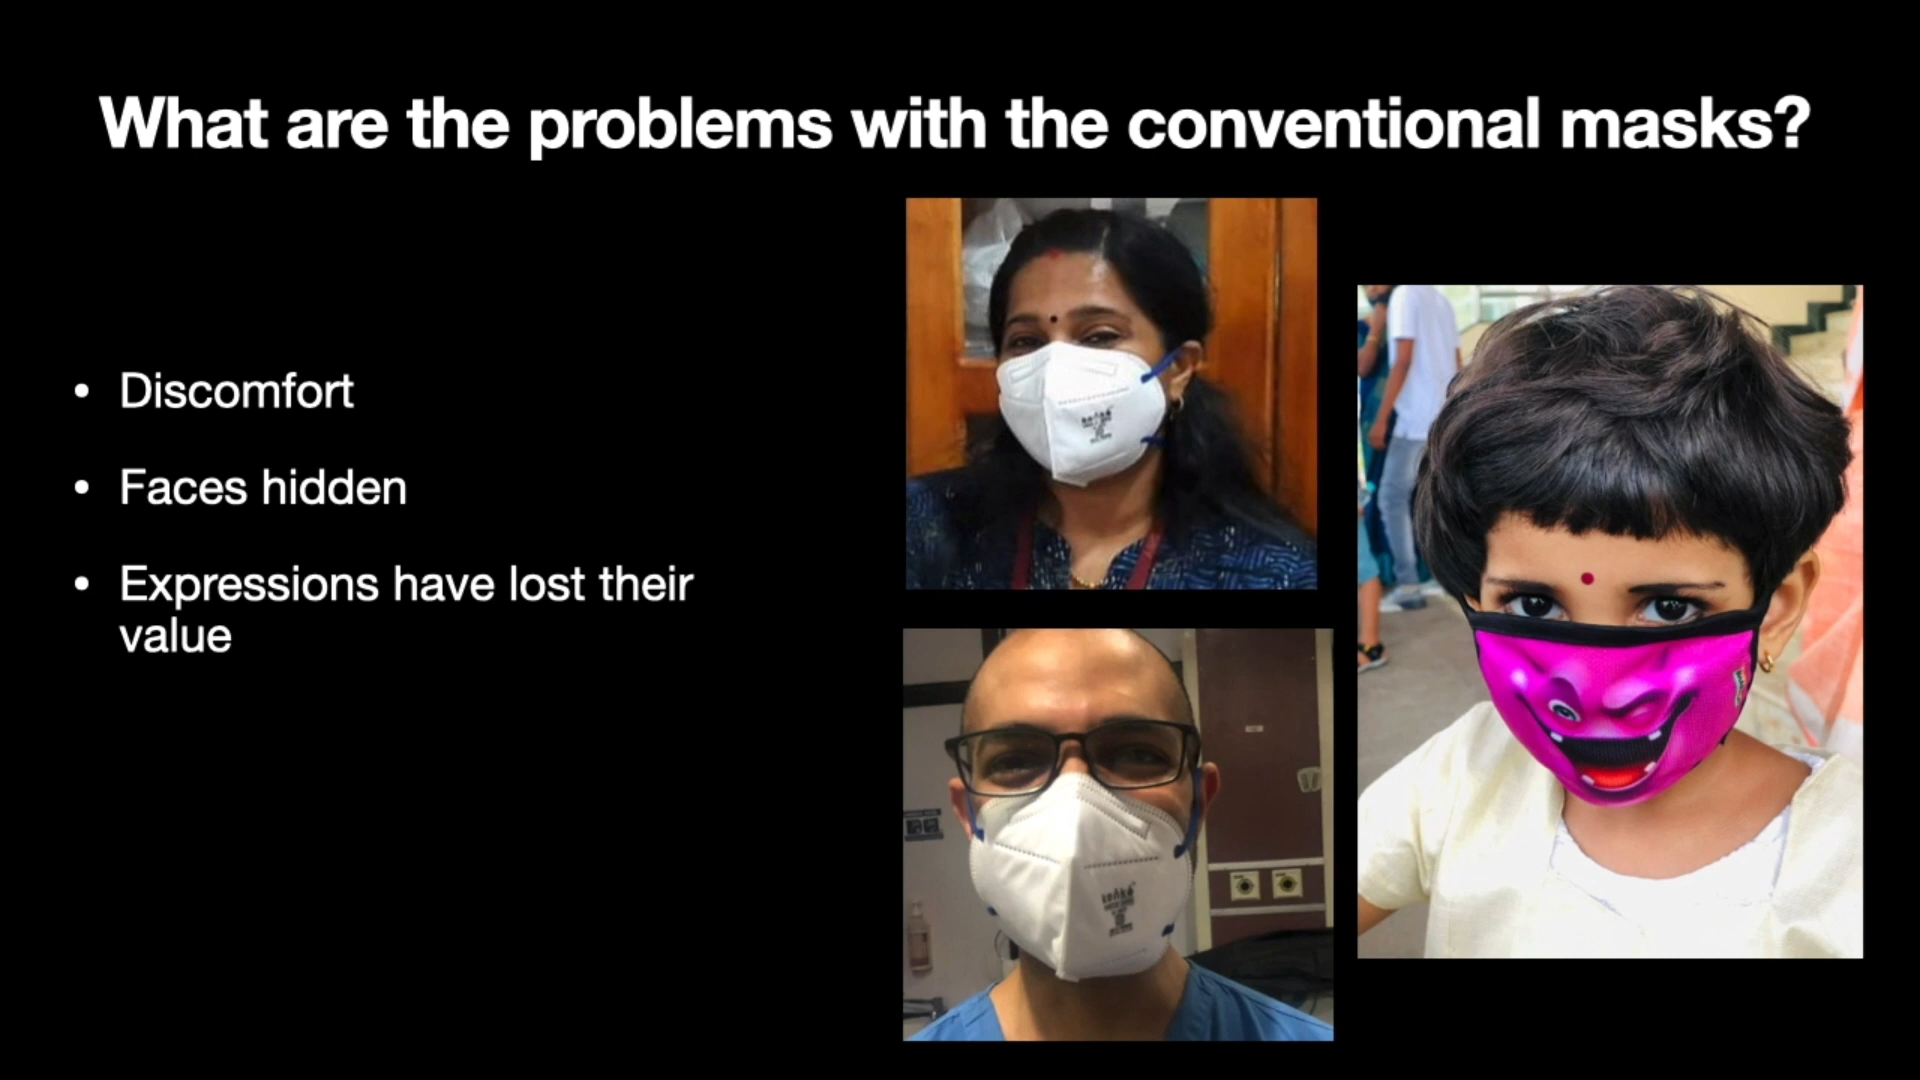 What are the problems with the conventional masks?
• Discomfort
• Faces hidden
• Expressions have lost their
value